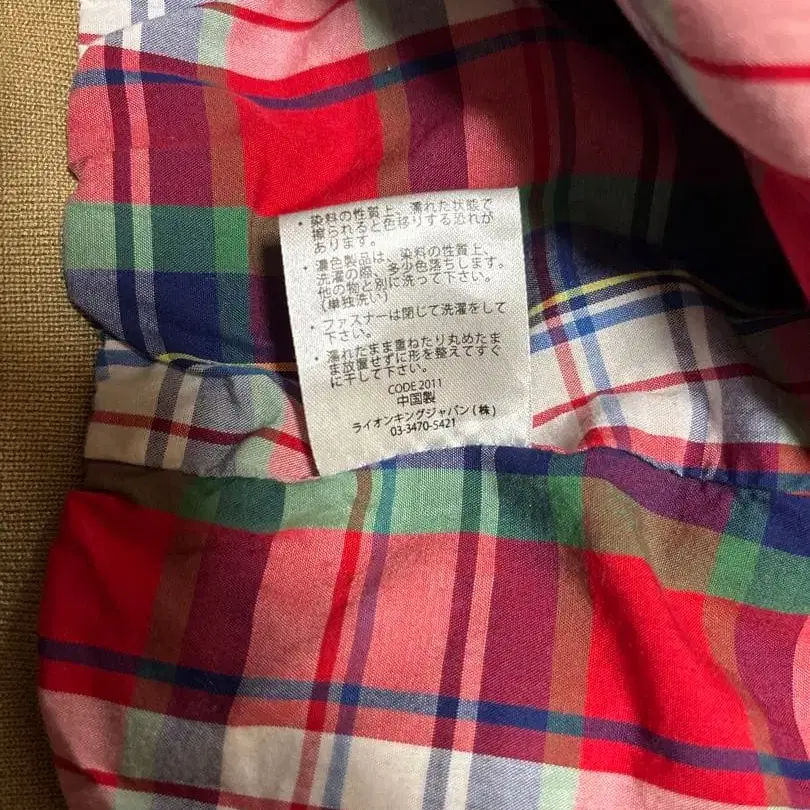 ・染料の性質上、濡れた状態で
擦られると色移りする恐れが
あります。
・濃色製品は、染料の性質上、
洗濯の際、多少色落ちします。
他の物と別に洗って下さい。
(単独洗い)
・ファスナーは閉じて洗濯をして
下さい。
・濡れたまま重ねたり丸めたま
ま放置せずに形を整えてすぐ
に干して下さい。
CODE2011
中国製
ライオンキングジャパン(株)
03-3470-5421